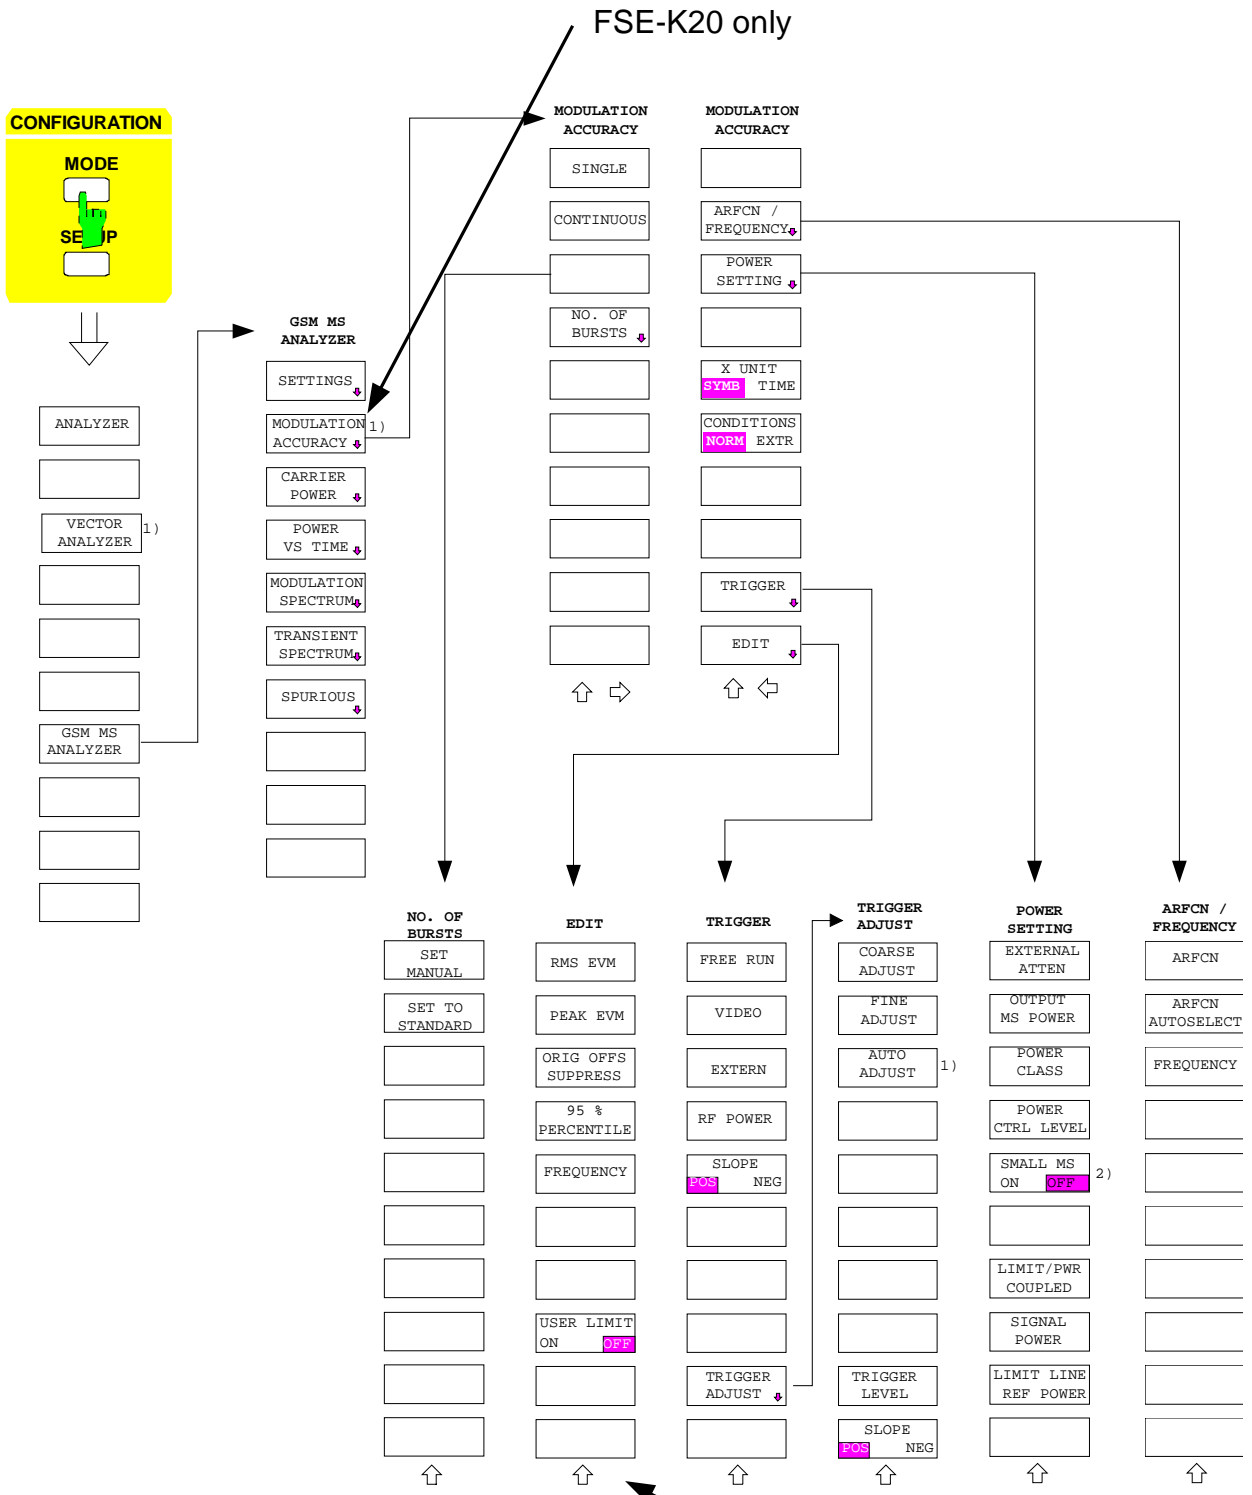 FSE-K20 only
CONFIGURATION
MODE
SETUP
ANALYZER
VECTOR
ANALYZER
1)
GSM MS
ANALYZER
GSM MS
ANALYZER
SETTINGS
MODULATION
ACCURACY
1)
CARRIER
POWER
POWER
VS TIME
MODULATION
SPECTRUM
TRANSIENT
SPECTRUM
SPURIOUS
MODULATION
ACCURACY
SINGLE
CONTINUOUS
NO. OF
BURSTS
MODULATION
ACCURACY
ARFCN /
FREQUENCY
POWER
SETTING
X UNIT
SYMB TIME
CONDITIONS
NORM EXTR
TRIGGER
EDIT
NO. OF
BURSTS
SET
MANUAL
SET TO
STANDARD
EDIT
RMS EVM
PEAK EVM
ORIG OFFS
SUPPRESS
95 %
PERCENTILE
FREQUENCY
USER LIMIT
ON OFF
TRIGGER
FREE RUN
VIDEO
EXTERN
RF POWER
SLOPE
POS NEG
TRIGGER
ADJUST
TRIGGER
ADJUST
COARSE
ADJUST
FINE
ADJUST
AUTO
ADJUST
1)
TRIGGER
LEVEL
SLOPE
POS NEG
POWER
SETTING
EXTERNAL
ATTEN
OUTPUT
MS POWER
POWER
CLASS
POWER
CTRL LEVEL
SMALL MS
ON OFF
2)
LIMIT/PWR
COUPLED
SIGNAL
POWER
LIMIT LINE
REF POWER
ARFCN /
FREQUENCY
ARFCN
ARFCN
AUTOSELECT
FREQUENCY